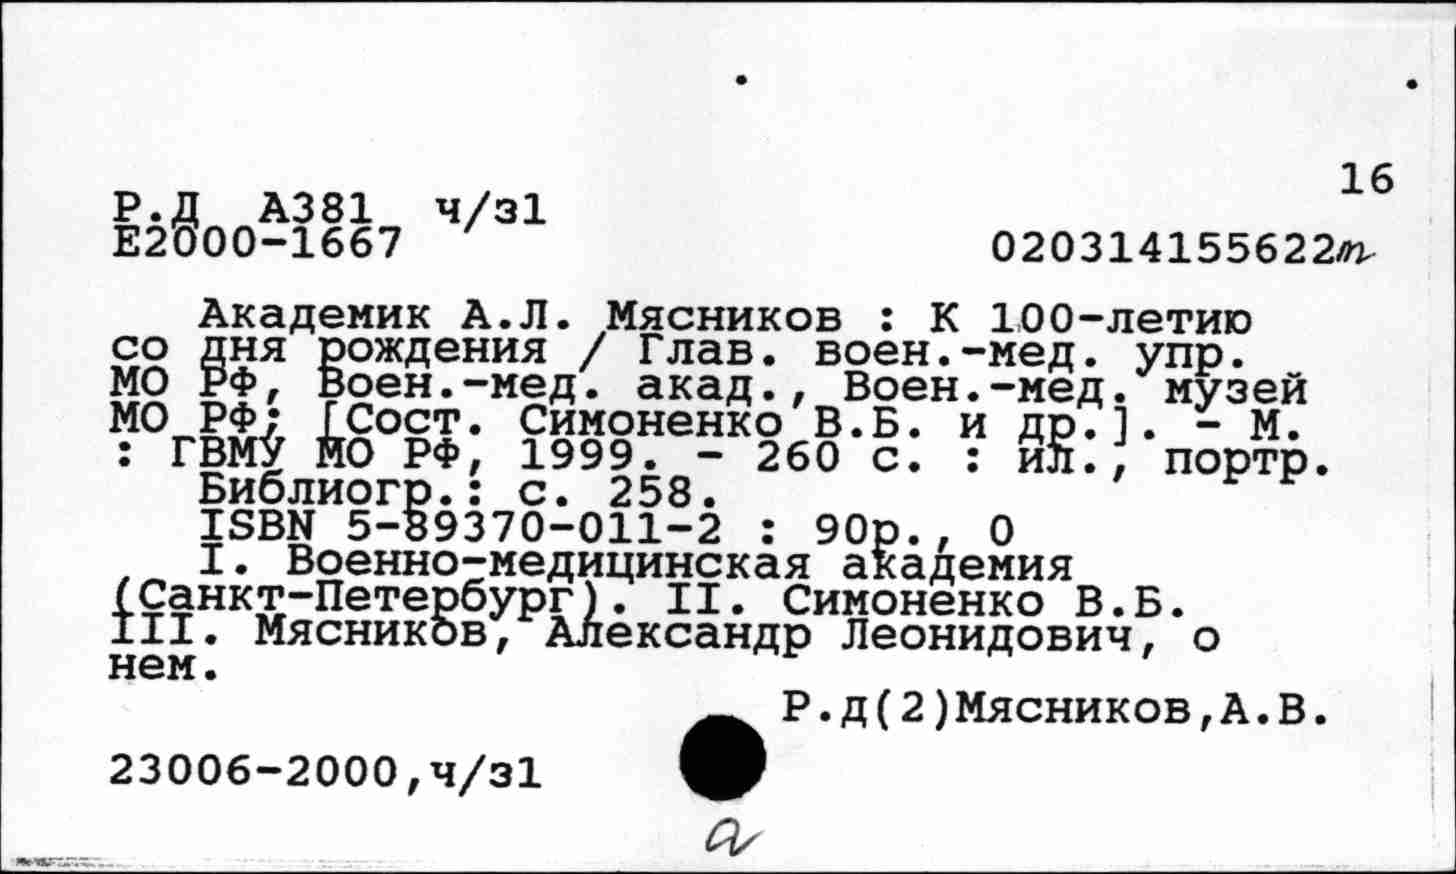 16
Р.Д А381 ч/з1
Е2000-1667
020314155622
Академик А.Л. Мясников : К 100-летию
со дня рождения / Глав. воен.-мед. упр.
МО РФ, Воен.-мед. акад., Воен.-мед. музей
МО РФ; [Сост. Симоненко В.Б. и др.]. - М.
: ГВМУ МО РФ, 1999. - 260 с. : ил., портр.
Библиогр.: с. 258.
ISBN 5-89370-011-2 : 90р., 0
I. Военно-медицинская академия
(Санкт-Петербург). II. Симоненко В.Б.
III. Мясников, Александр Леонидович, о
нем.
Р.д(2)Мясников,А.В.
23006-2000,ч/з1